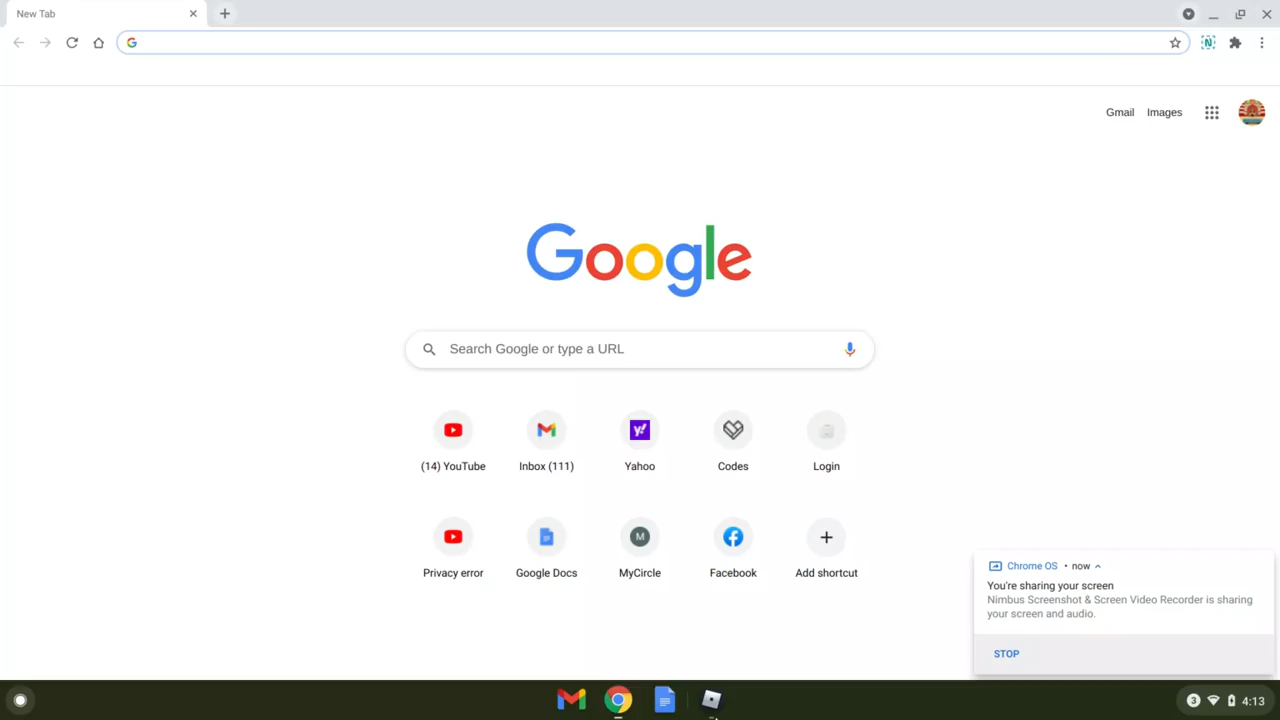 New Tab
Gmail Images
Google
Search Google or type a URL
(14) YouTube Inbox (111) Yahoo Codes Login
Privacy error Google Docs MyCircle Facebook Add shortcut
M
Chrome OS • now
You're sharing your screen
Nimbus Screenshot & Screen Video Recorder is sharing
your screen and audio.
STOP
3 4:13